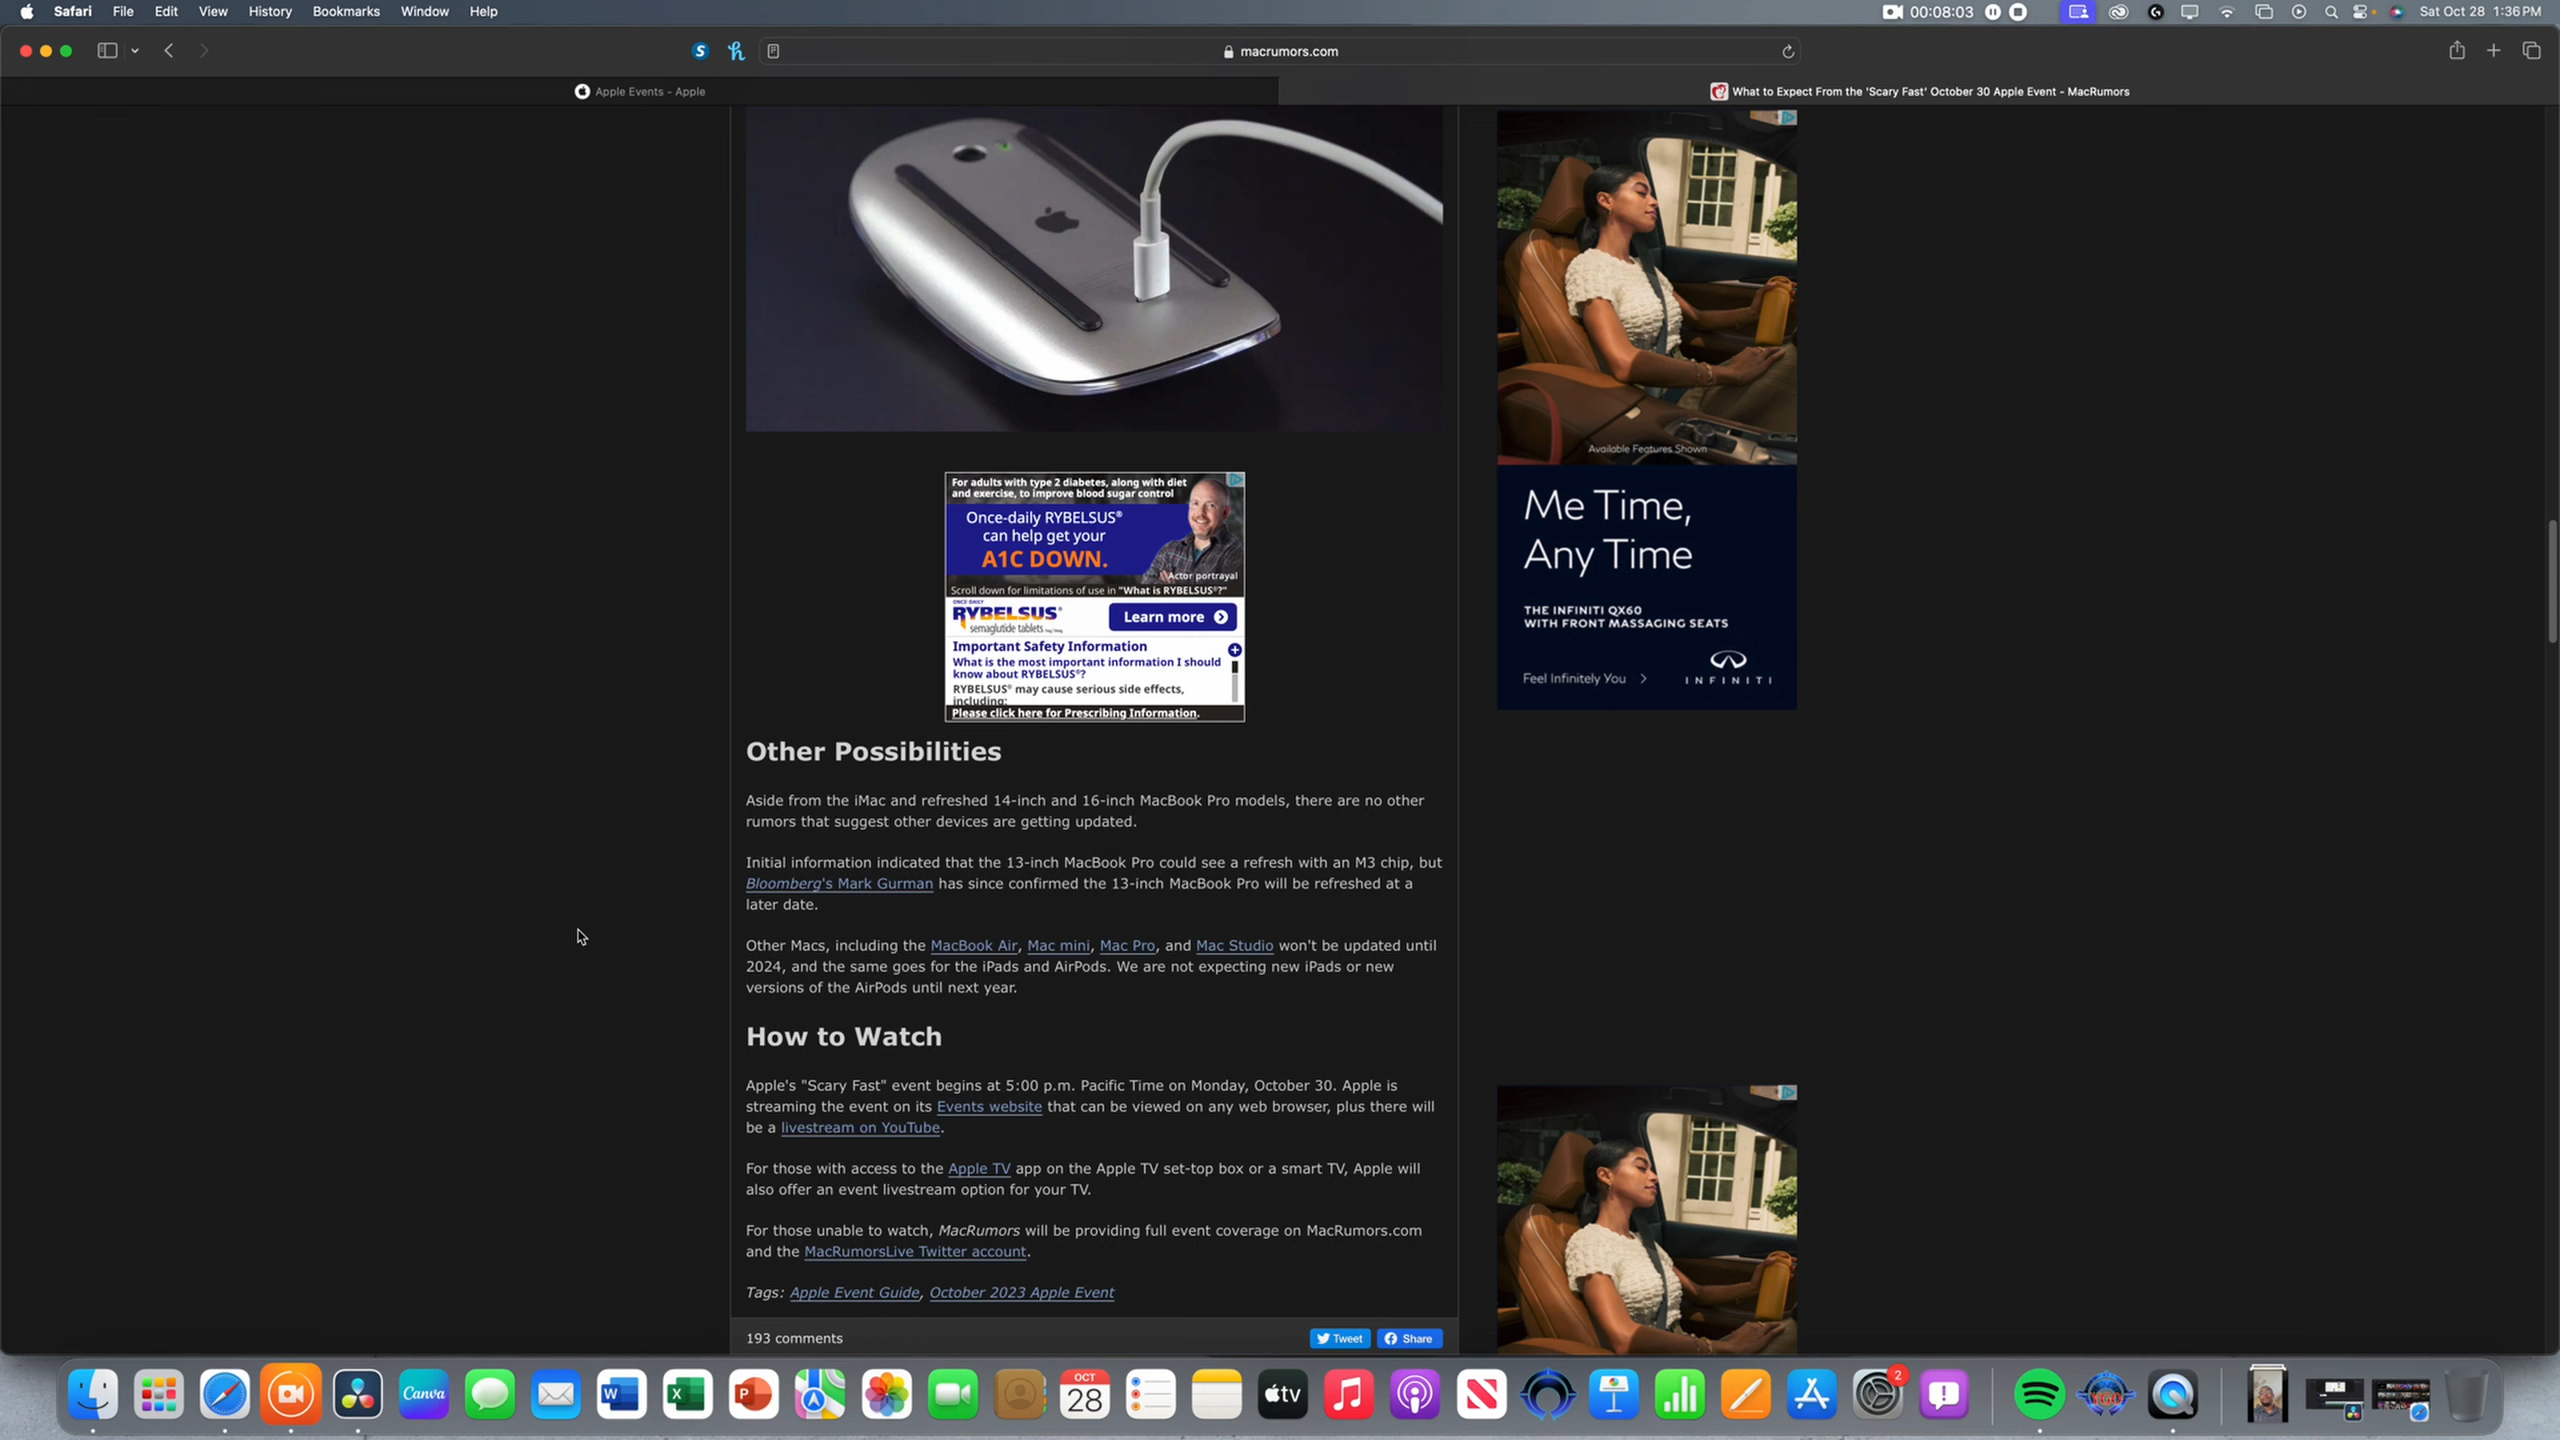 Safari File Edit View History Bookmarks Window Help 00:08:03 Sat Oct 28 1:36 PM
macrumors.com
Apple Events - Apple What to Expect From the 'Scary Fast' October 30 Apple Event - MacRumors
Available Features Shown
Me Time,
Any Time
THE INFINITI QX60
WITH FRONT MASSAGING SEATS
Feel Infinitely You >
INFINITI
For adults with type 2 diabetes, along with diet
and exercise, to improve blood sugar control
Once-daily RYBELSUS®
can help get your
A1C DOWN.
Actor portrayal
Scroll down for limitations of use in "What is RYBELSUS®?"
ONCE-DAILY
RYBELSUS®
semaglutide tablets
Learn more
Important Safety Information
What is the most important information I should
know about RYBELSUS®?
RYBELSUS® may cause serious side effects,
including:
Please click here for Prescribing Information.
Other Possibilities
Aside from the iMac and refreshed 14-inch and 16-inch MacBook Pro models, there are no other
rumors that suggest other devices are getting updated.
Initial information indicated that the 13-inch MacBook Pro could see a refresh with an M3 chip, but
Bloomberg's Mark Gurman has since confirmed the 13-inch MacBook Pro will be refreshed at a
later date.
Other Macs, including the MacBook Air, Mac mini, Mac Pro, and Mac Studio won't be updated until
2024, and the same goes for the iPads and AirPods. We are not expecting new iPads or new
versions of the AirPods until next year.
How to Watch
Apple's "Scary Fast" event begins at 5:00 p.m. Pacific Time on Monday, October 30. Apple is
streaming the event on its Events website that can be viewed on any web browser, plus there will
be a livestream on YouTube.
For those with access to the Apple TV app on the Apple TV set-top box or a smart TV, Apple will
also offer an event livestream option for your TV.
For those unable to watch, MacRumors will be providing full event coverage on MacRumors.com
and the MacRumorsLive Twitter account.
Tags: Apple Event Guide, October 2023 Apple Event
193 comments Tweet Share
Canva W X P OCT 28 tv 2